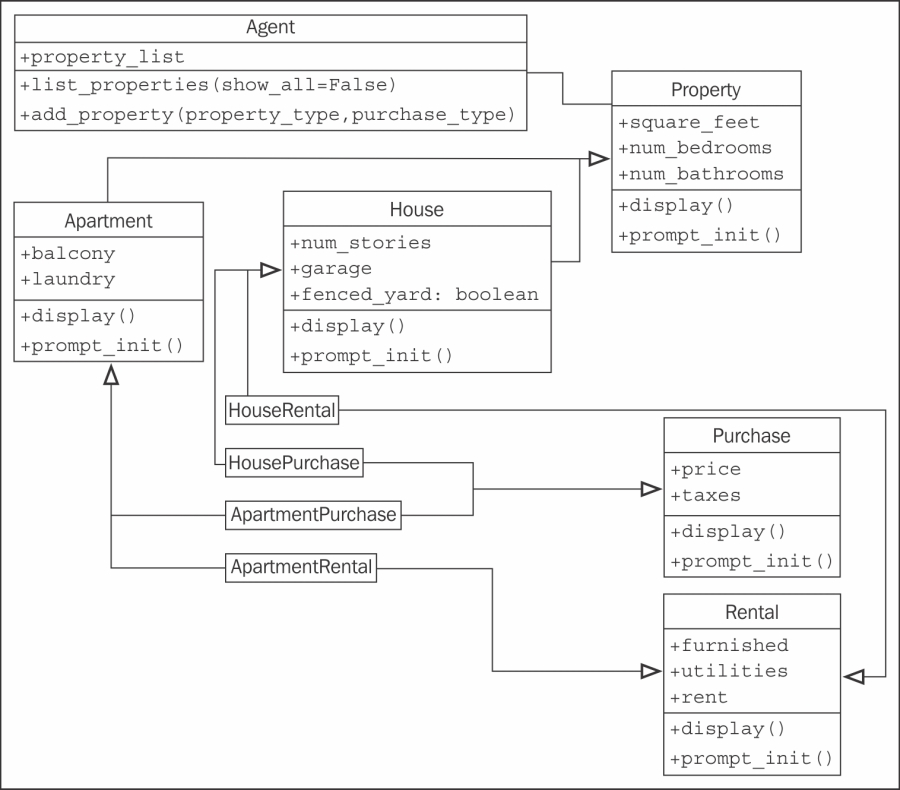 Agent
+property_list
+list_properties(show_all=False)
+add_property(property_type,purchase_type)
Property
+square_feet
+num_bedrooms
+num_bathrooms
+display()
+prompt_init()
Apartment
+balcony
+laundry
+display()
+prompt_init()
House
+num_stories
+garage
+fenced_yard: boolean
+display()
+prompt_init()
HouseRental
HousePurchase
ApartmentPurchase
ApartmentRental
Purchase
+price
+taxes
+display()
+prompt_init()
Rental
+furnished
+utilities
+rent
+display()
+prompt_init()